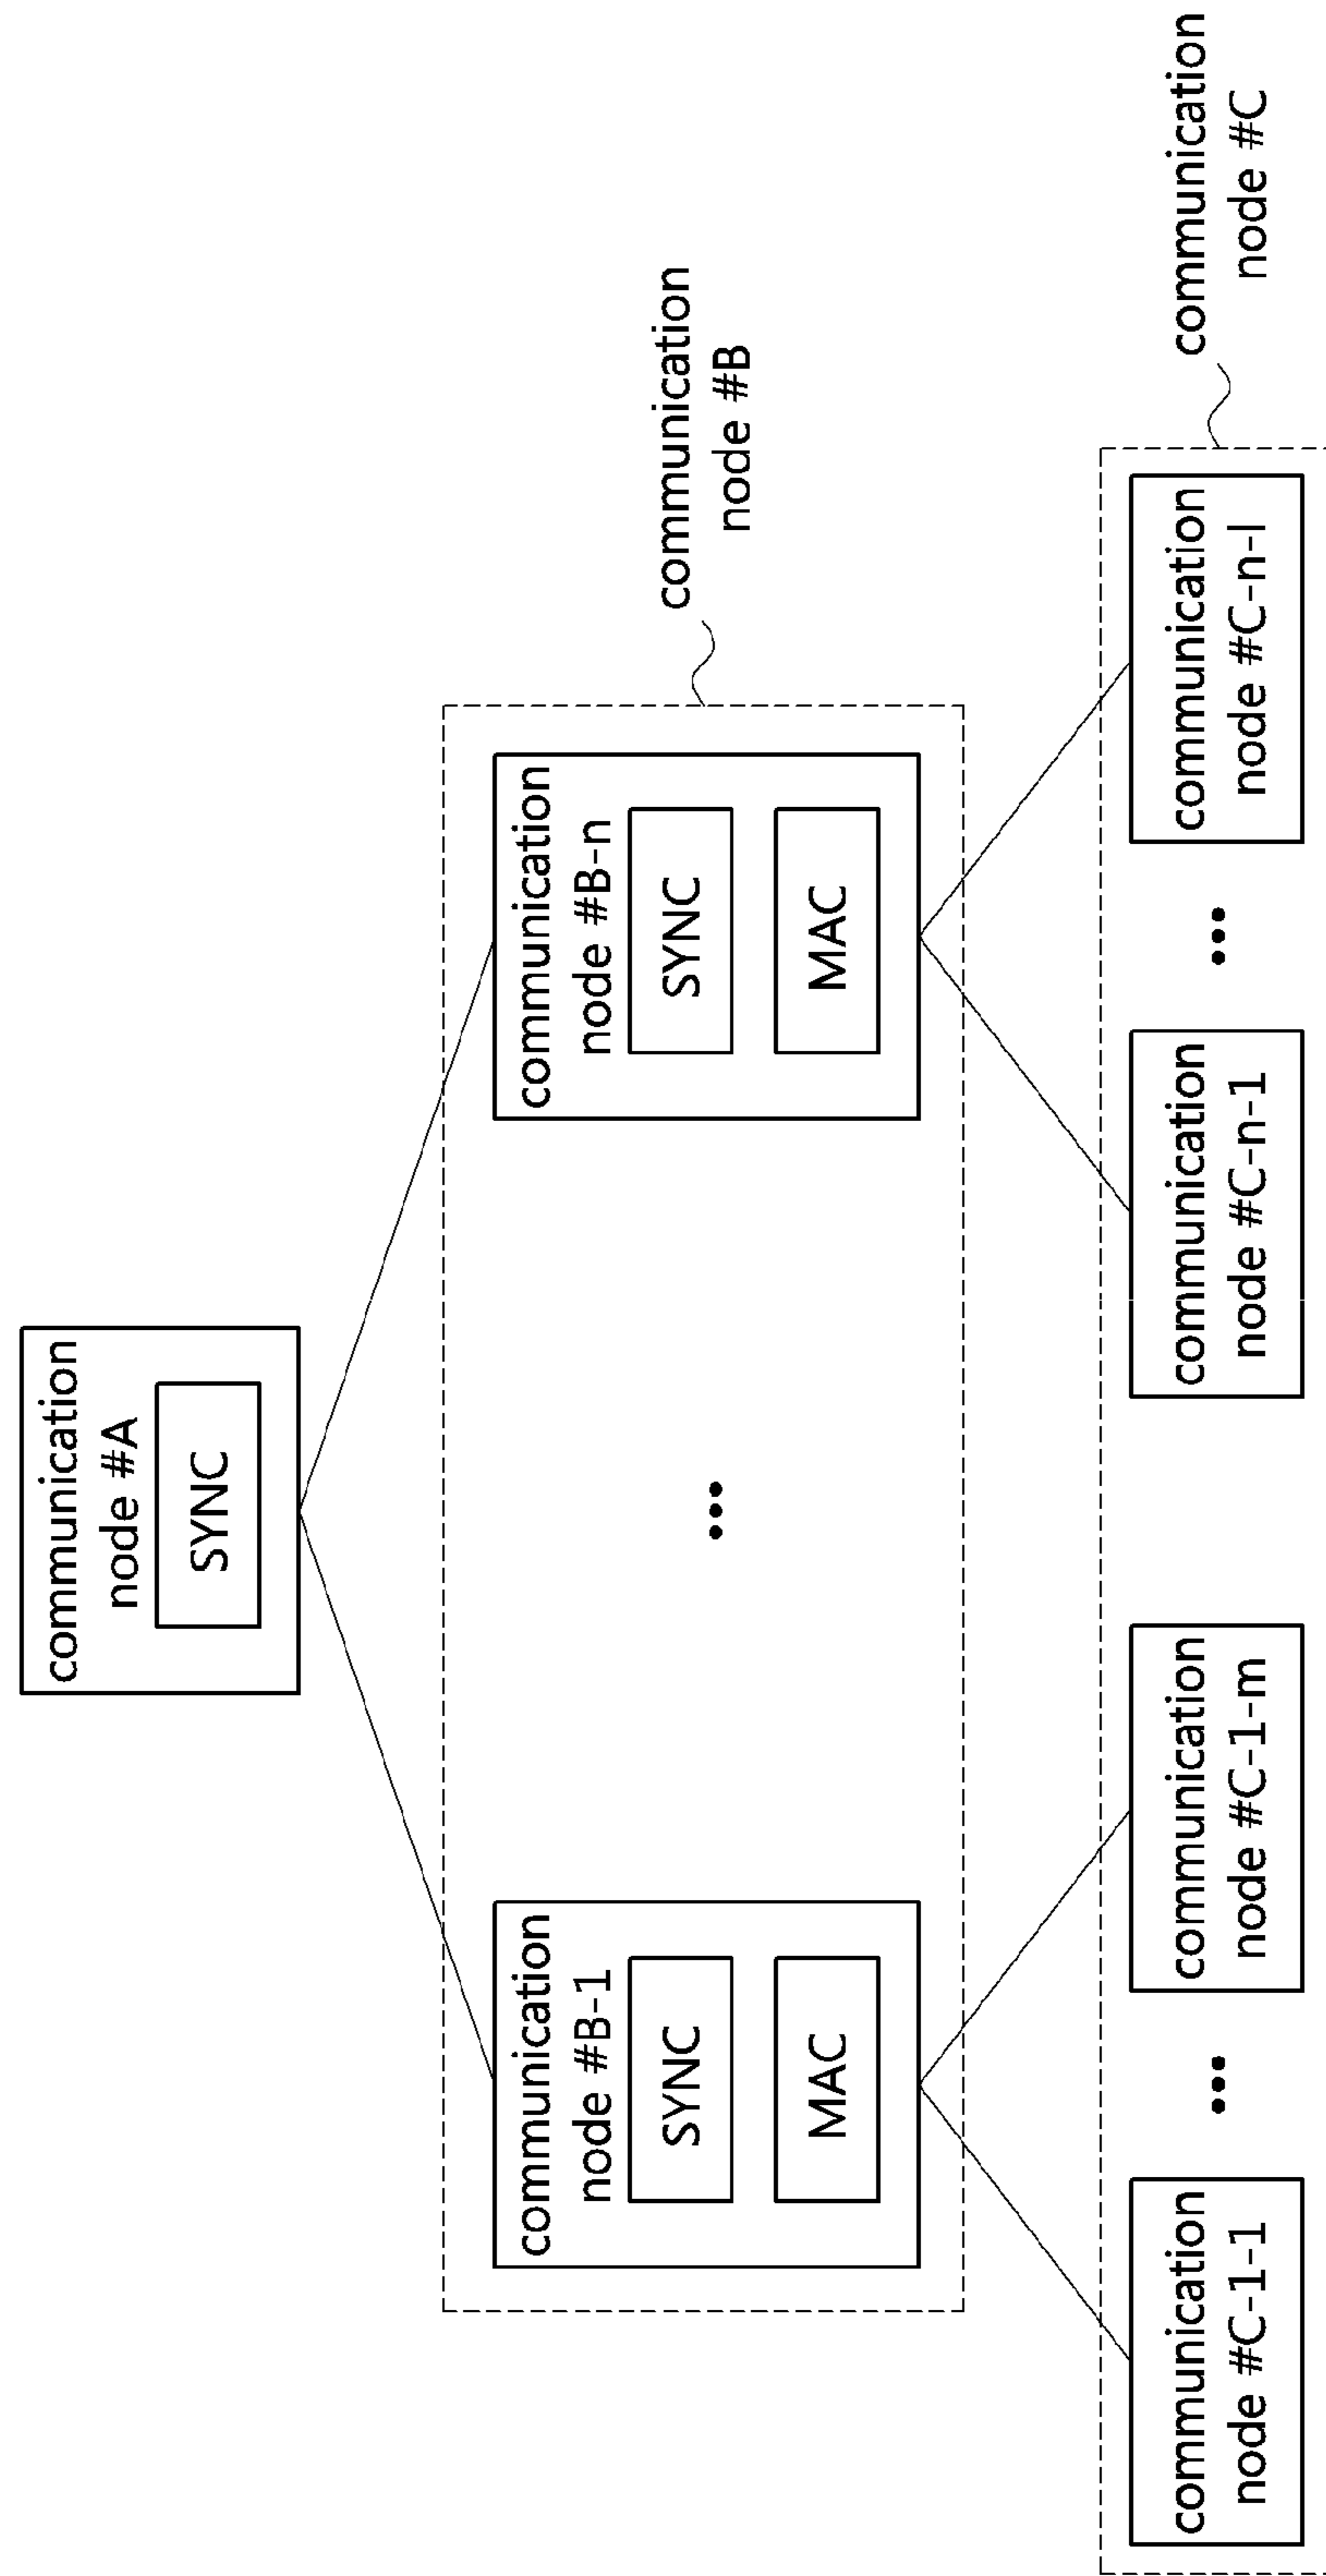 communication
node #A
SYNC
communication
node #B
communication
node #B-1
SYNC
MAC
•••
communication
node #B-n
SYNC
MAC
communication
node #C
communication
node #C-1-1
•••
communication
node #C-1-m
communication
node #C-n-1
•••
communication
node #C-n-l